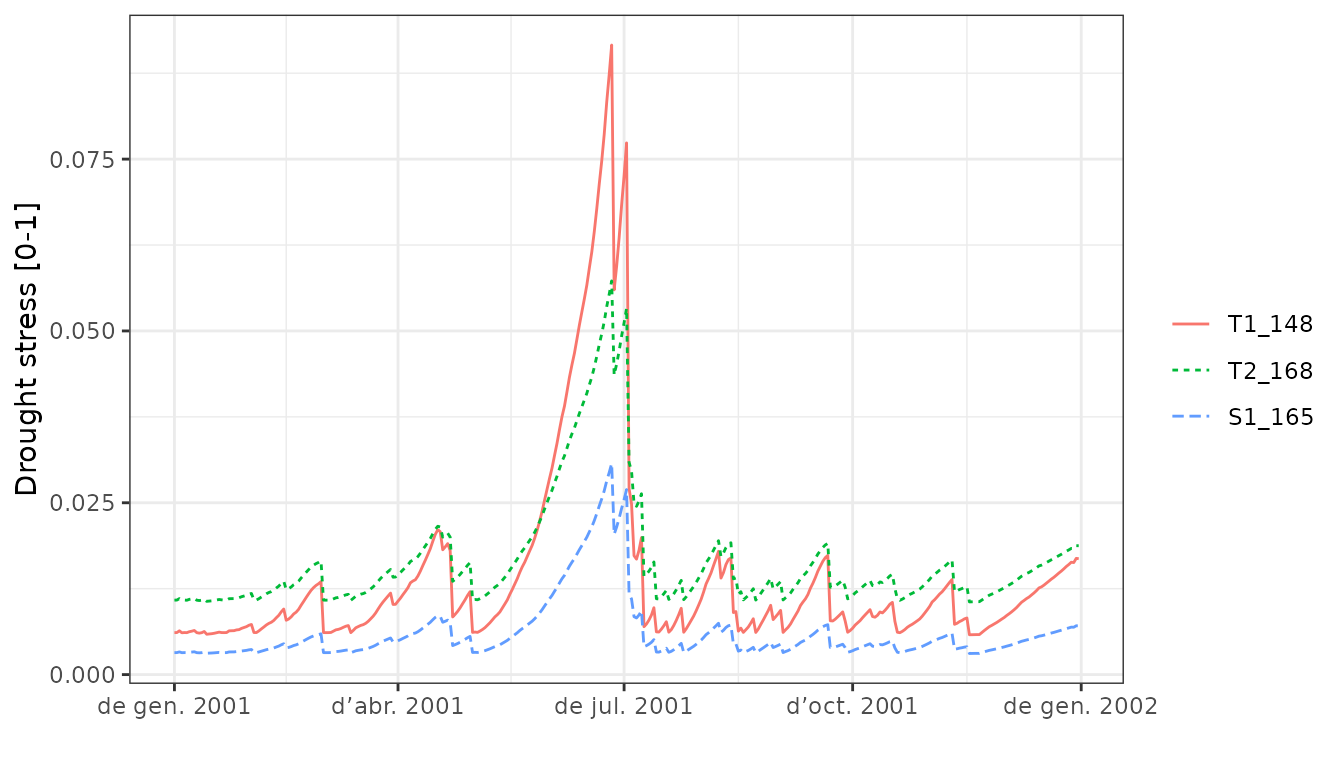 Drought stress [0-1]
0.075
0.050
0.025
0.000
de gen. 2001
d’abr. 2001
de jul. 2001
d’oct. 2001
de gen. 2002
T1_148
T2_168
S1_165